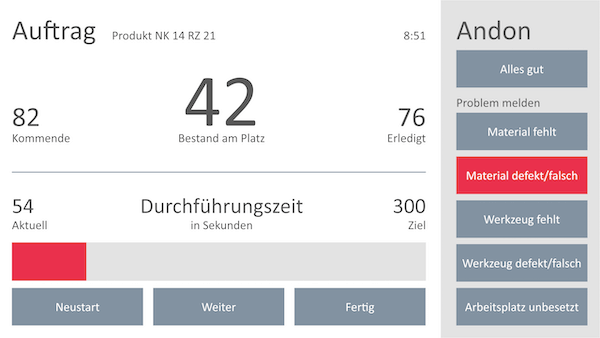 Auftrag
Produkt NK 14 RZ 21
8:51
82
Kommende
42
Bestand am Platz
76
Erledigt
54
Aktuell
Durchführungszeit
in Sekunden
300
Ziel
Neustart
Weiter
Fertig
Andon
Alles gut
Problem melden
Material fehlt
Material defekt/falsch
Werkzeug fehlt
Werkzeug defekt/falsch
Arbeitsplatz unbesetzt